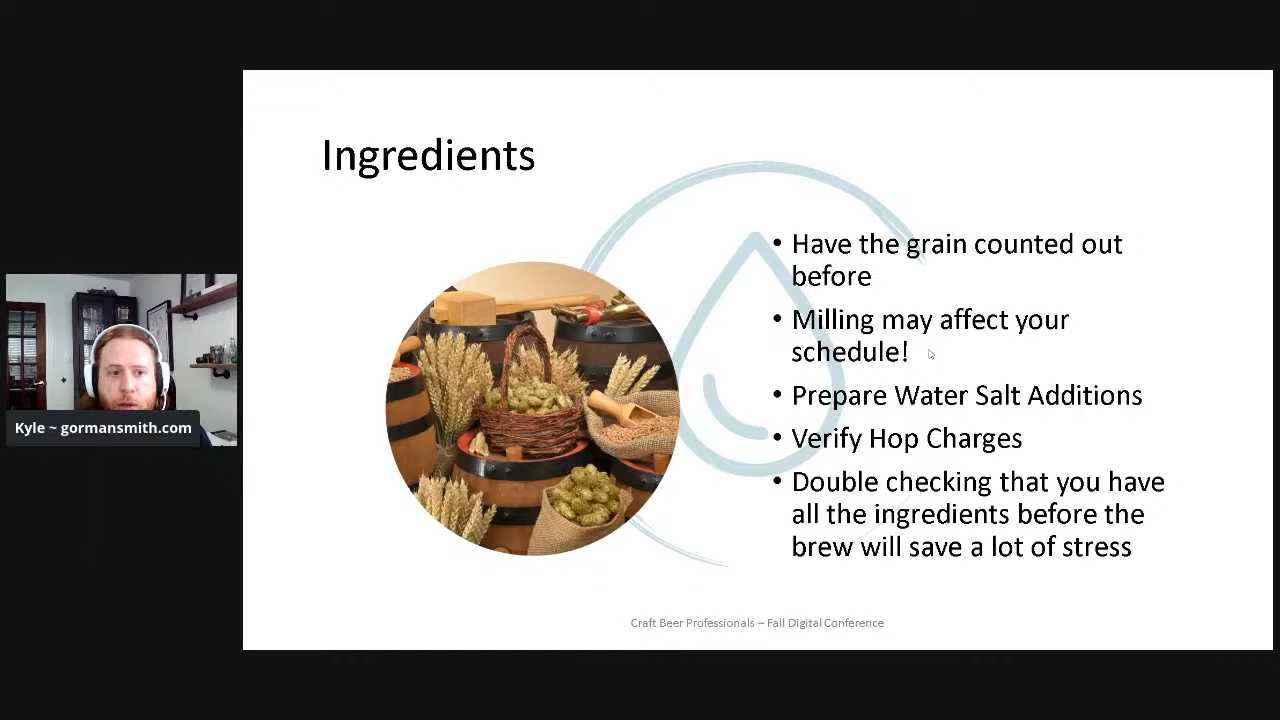 Ingredients
• Have the grain counted out
before
• Milling may affect your
schedule!
• Prepare Water Salt Additions
• Verify Hop Charges
• Double checking that you have
all the ingredients before the
brew will save a lot of stress
Kyle ~ gormansmith.com
Craft Beer Professionals – Fall Digital Conference